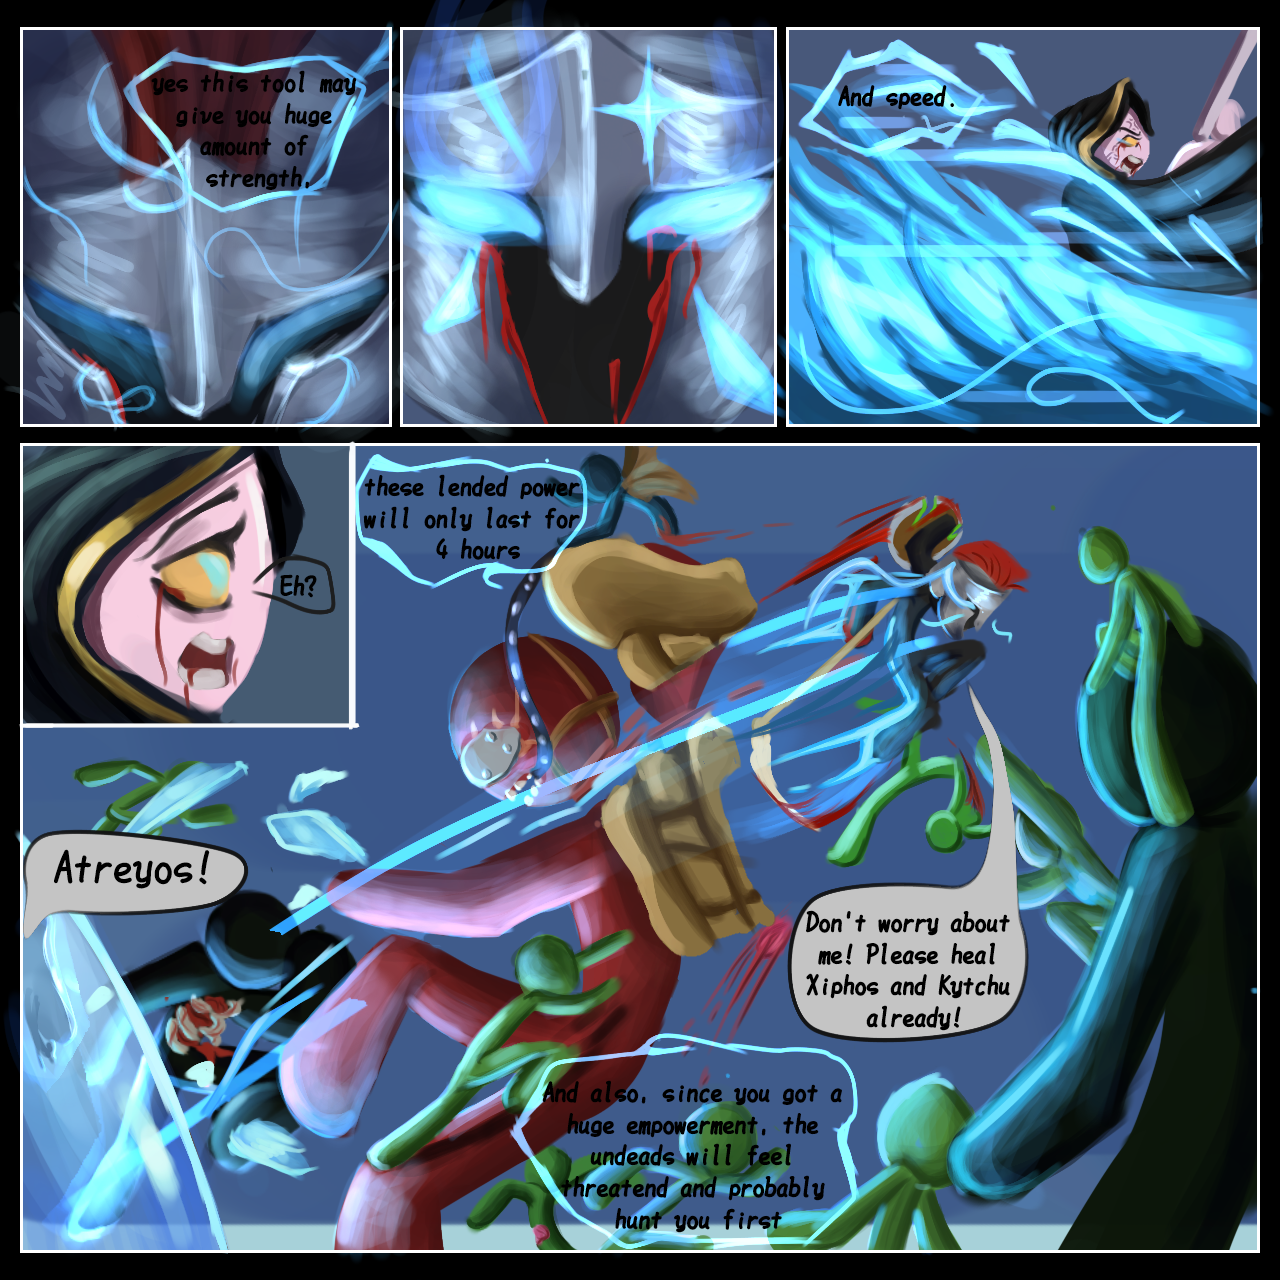 yes this tool may
give you huge
amount of
strength,
And speed.
Eh?
these lended power
will only last for
4 hours
Atreyos!
Don't worry about
me! Please heal
Xiphos and Kytchu
already!
And also, since you got a
huge empowerment, the
undeads will feel
threatend and probably
hunt you first